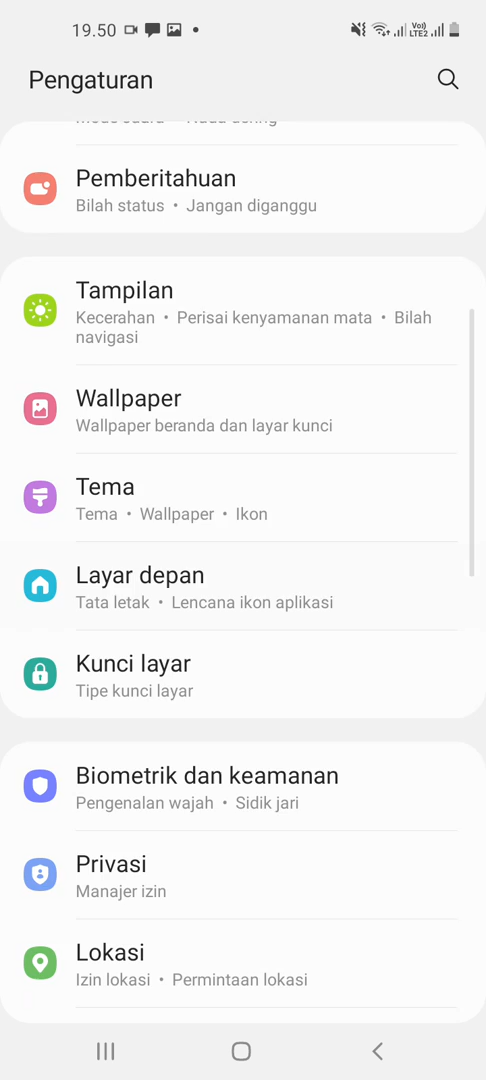 19.50
Vo))
LTE2
Pengaturan
Pemberitahuan
Bilah status • Jangan diganggu
Tampilan
Kecerahan • Perisai kenyamanan mata • Bilah
navigasi
Wallpaper
Wallpaper beranda dan layar kunci
Tema
Tema • Wallpaper • Ikon
Layar depan
Tata letak • Lencana ikon aplikasi
Kunci layar
Tipe kunci layar
Biometrik dan keamanan
Pengenalan wajah • Sidik jari
Privasi
Manajer izin
Lokasi
Izin lokasi • Permintaan lokasi